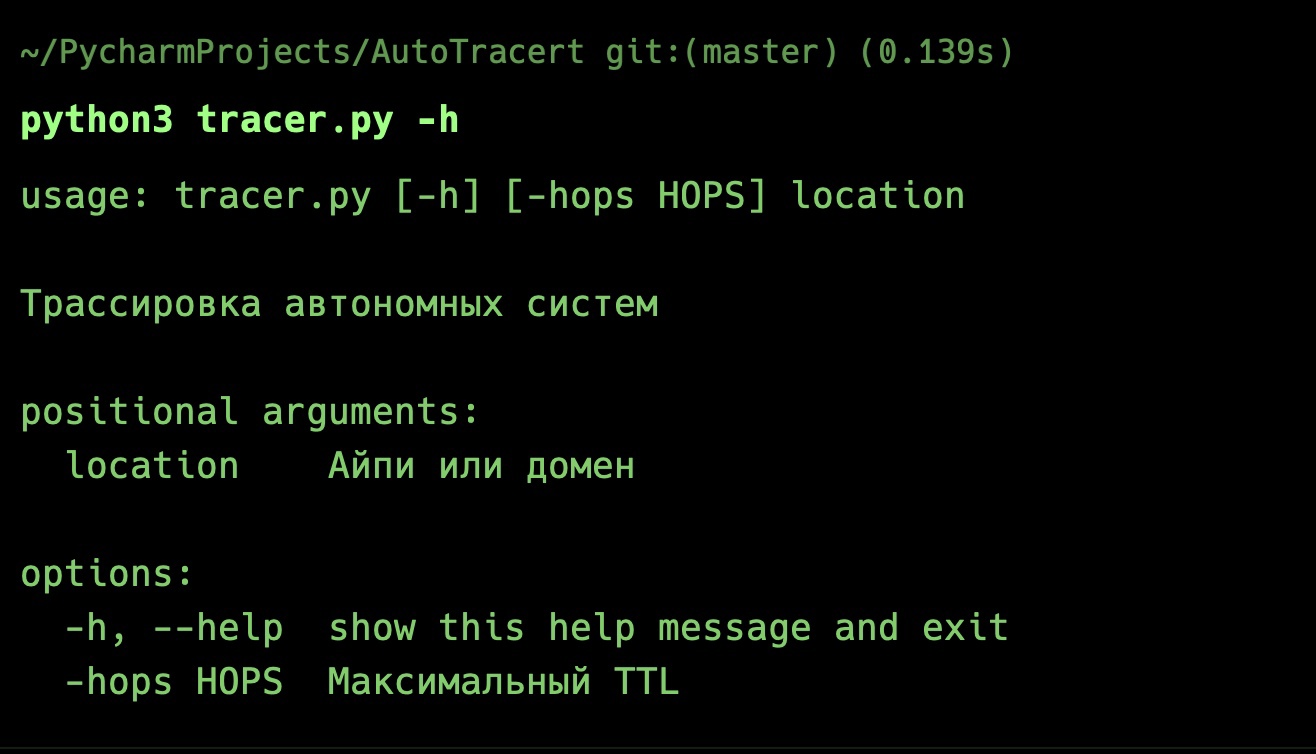 ~/PycharmProjects/AutoTracert git:(master) (0.139s)
python3 tracer.py -h
usage: tracer.py [-h] [-hops HOPS] location
Трассировка автономных систем
positional arguments:
  location    Айпи или домен
options:
  -h, --help  show this help message and exit
  -hops HOPS  Максимальный TTL